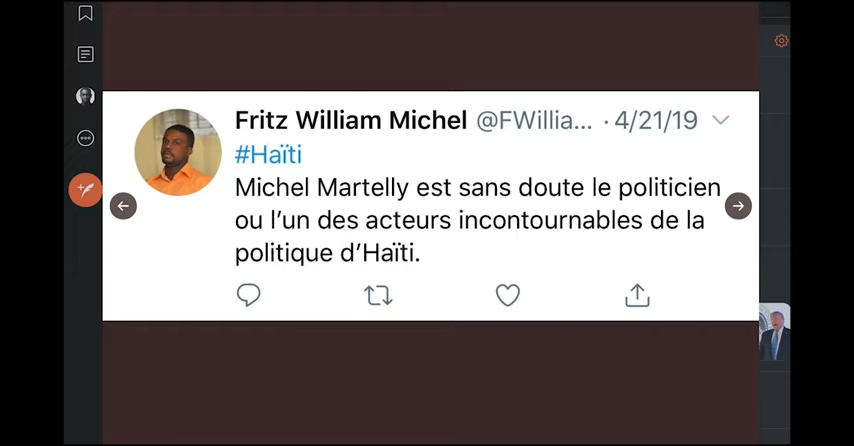 Fritz William Michel @FWillia... · 4/21/19
#Haïti
Michel Martelly est sans doute le politicien
ou l'un des acteurs incontournables de la
politique d'Haïti.